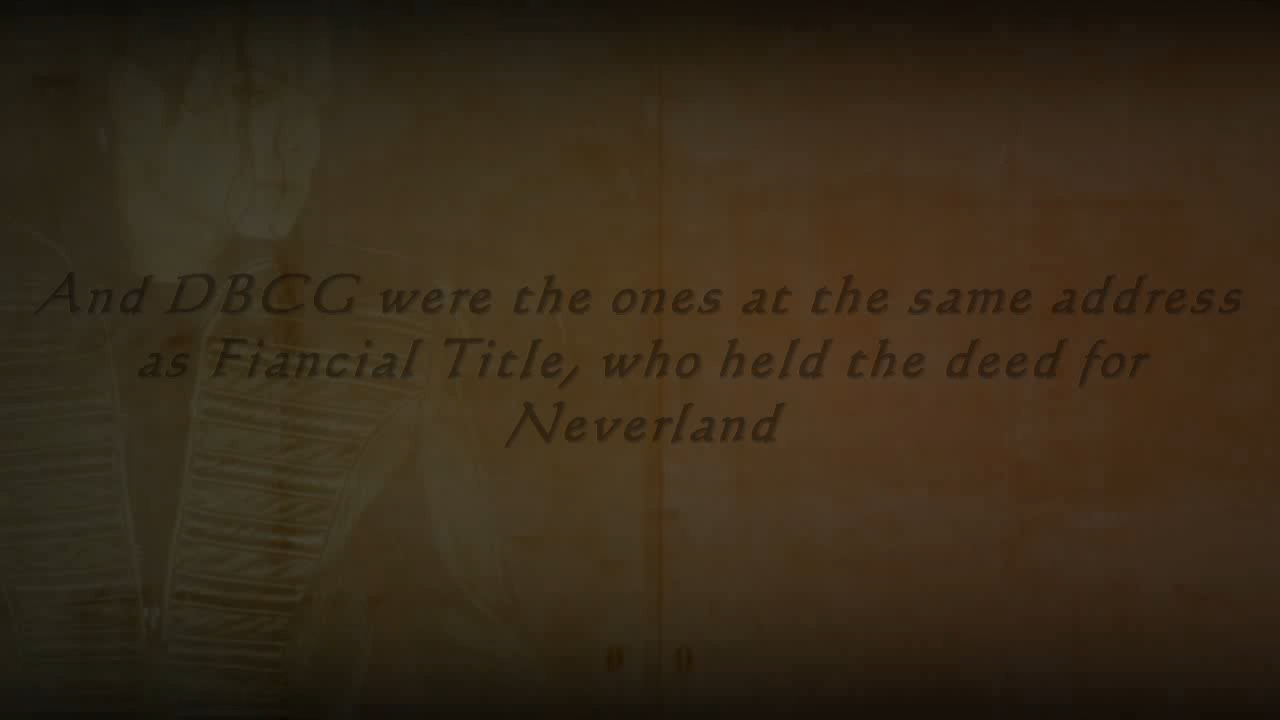 And DBCG were the ones at the same address
as Fiancial Title, who held the deed for
Neverland